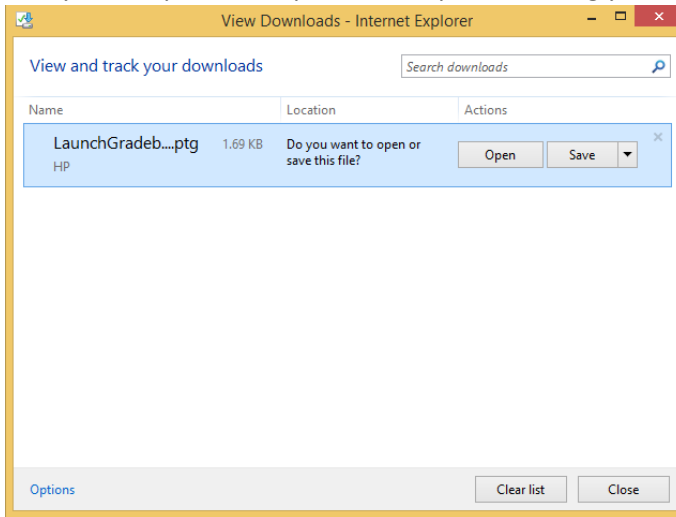 View Downloads - Internet Explorer
View and track your downloads
Search downloads
Name Location Actions
LaunchGradeb....ptg 1.69 KB Do you want to open or save this file? Open Save
HP
Options Clear list Close